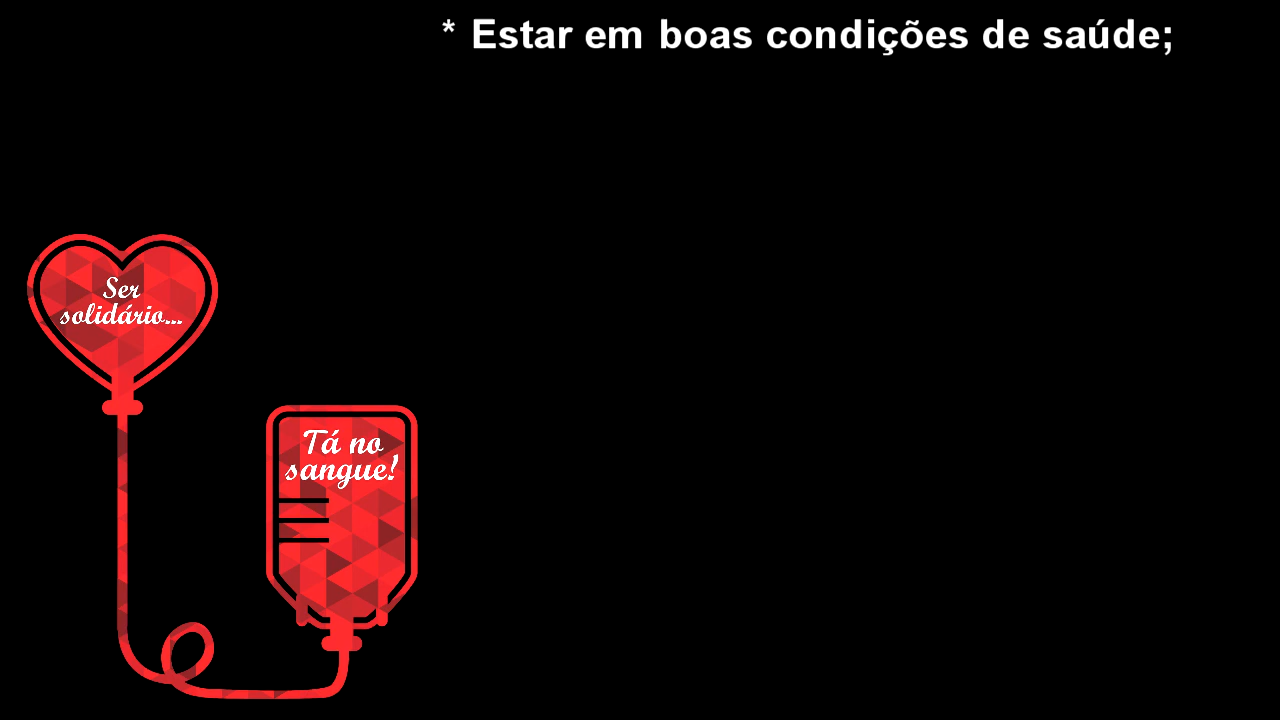 * Estar em boas condições de saúde;
Ser
solidário...
Tá no
sangue!